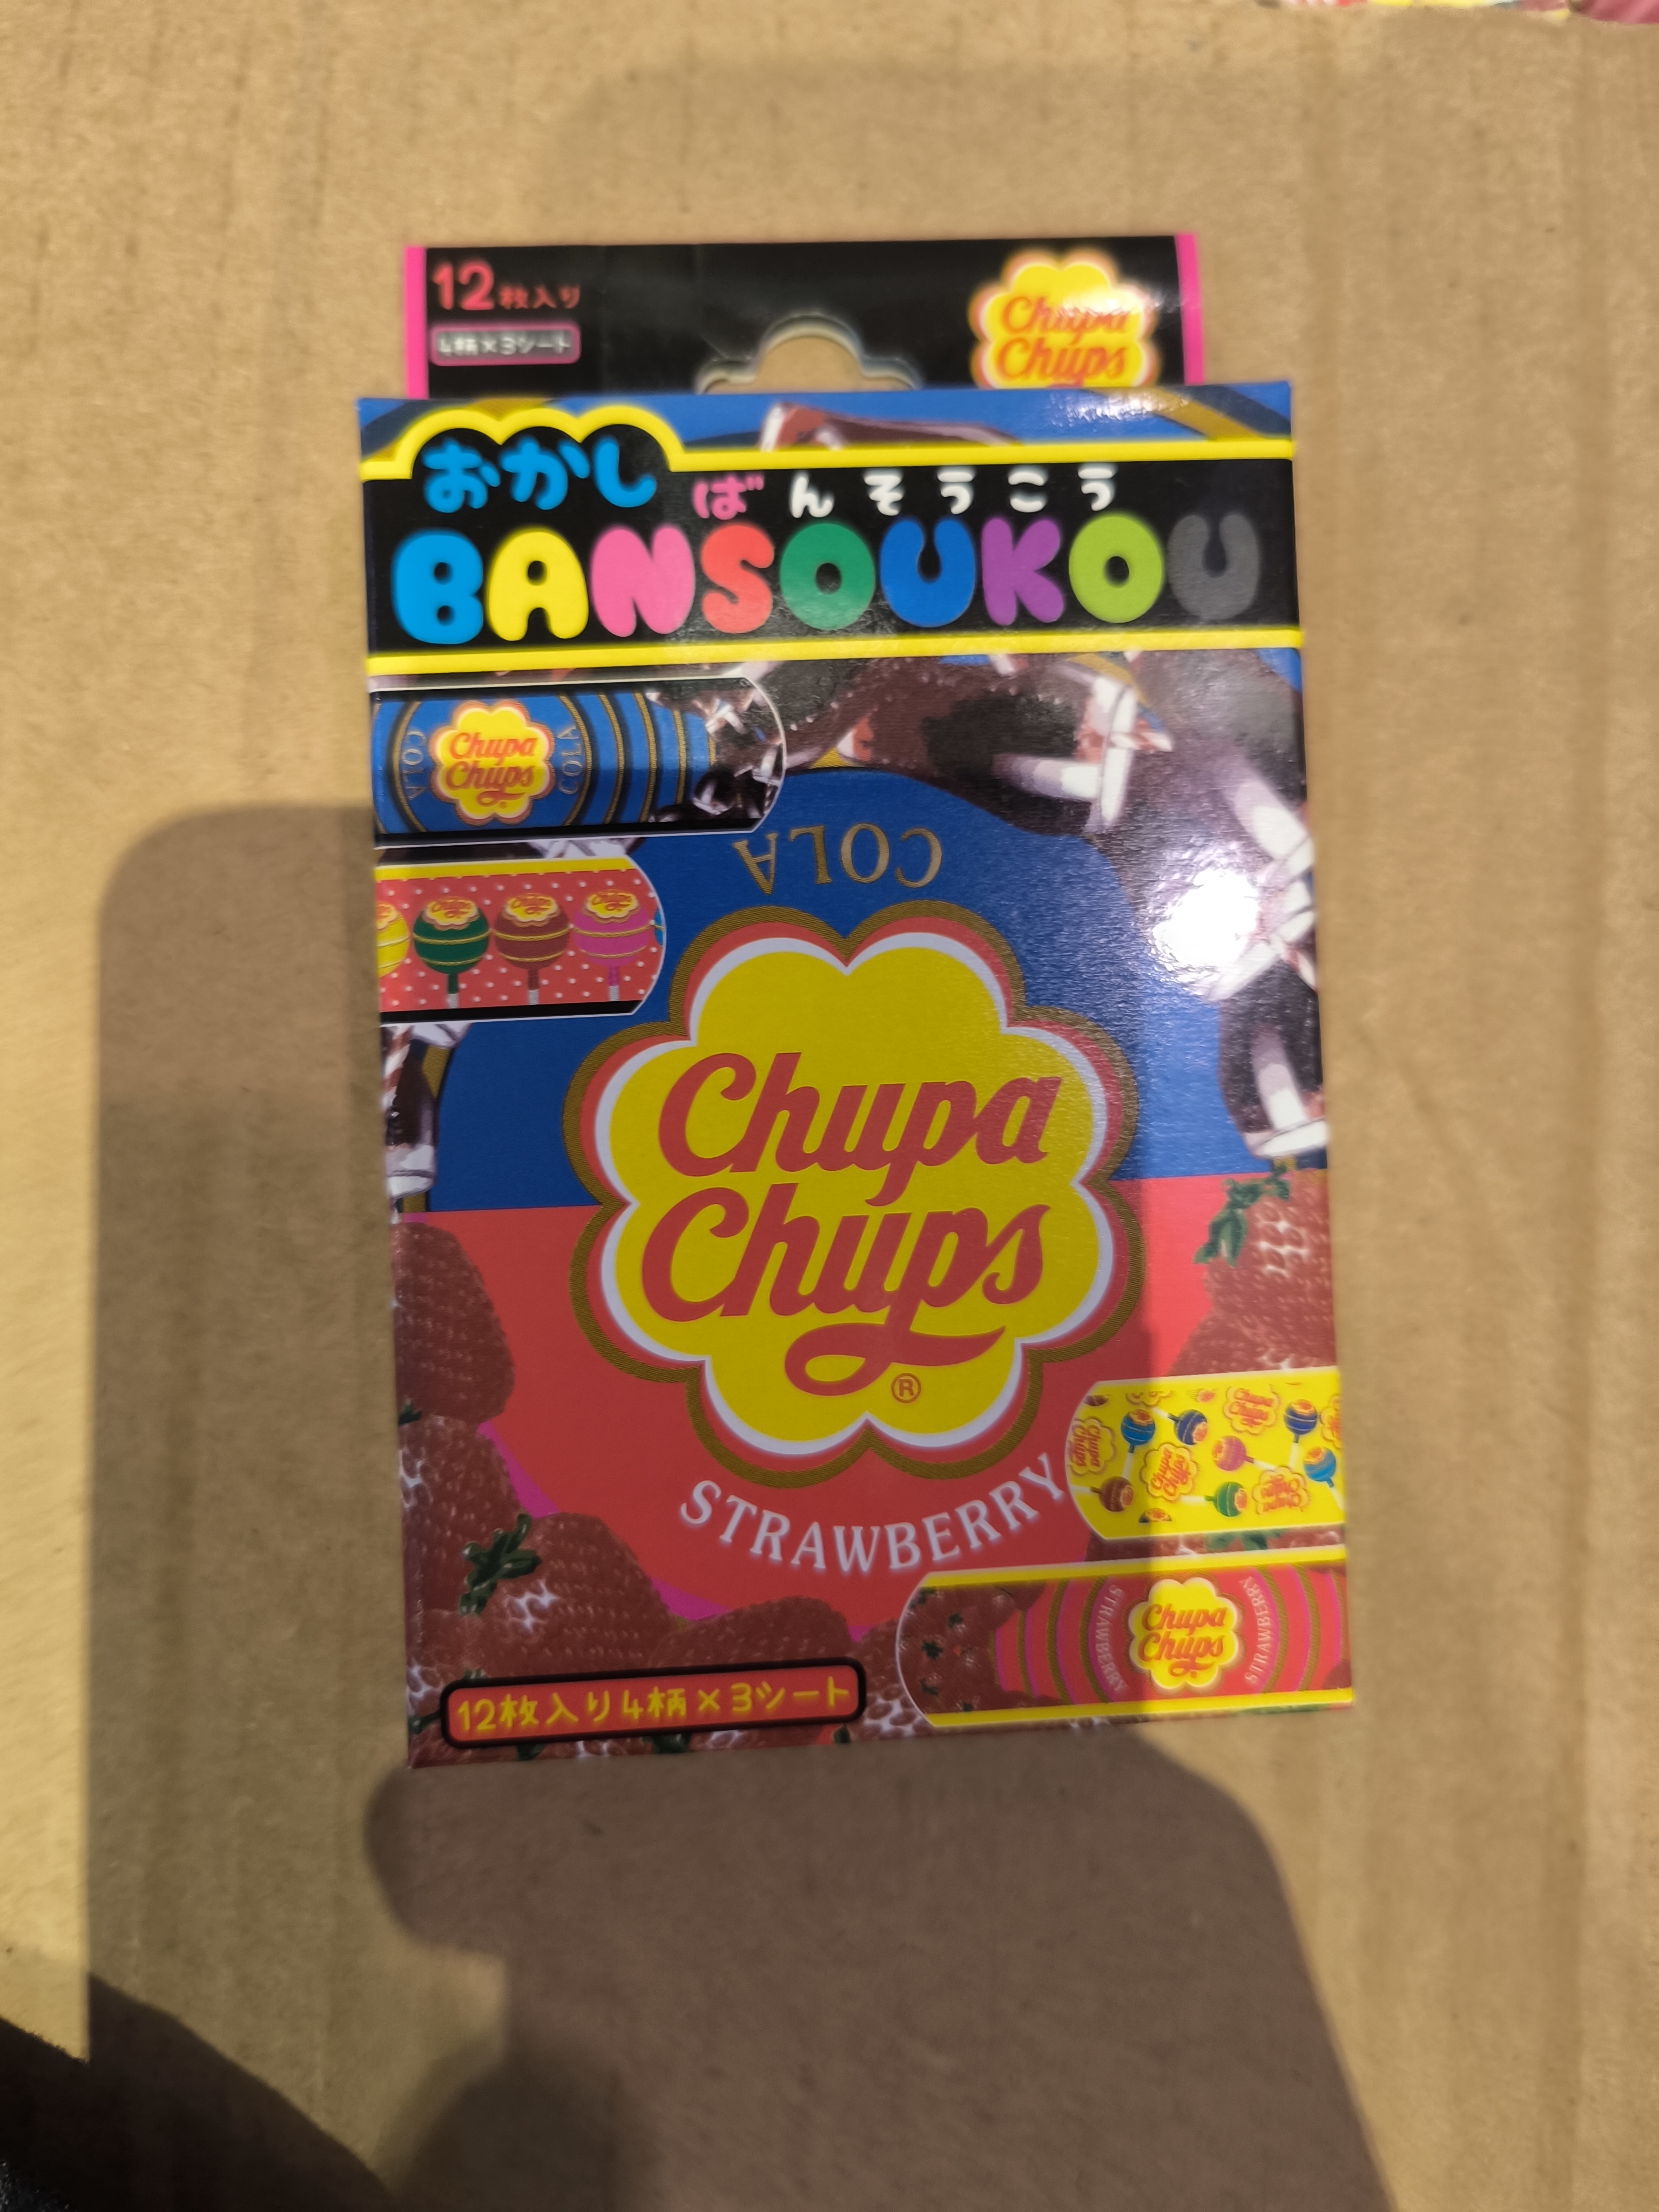 12枚入り
4柄×3シート
Chupa
Chups
おかし
ばんそうこう
BANSOUKOU
COLA
Chupa
Chups
COLA
COLA
Chupa
Chups
®
STRAWBERRY
Chupa
Chups
STRAWBERRY
Chupa
Chups
STRAWBERRY
12枚入り4柄×3シート